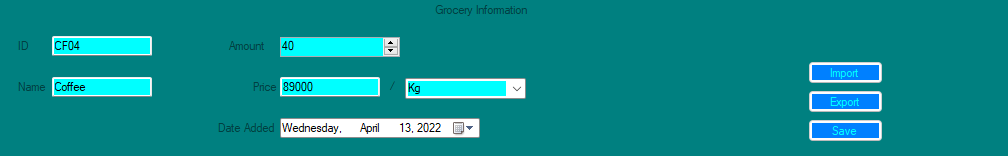 Grocery Information
ID CF04 Amount 40
Import
Name Coffee Price 89000 / Kg
Export
Date Added Wednesday, April 13, 2022
Save